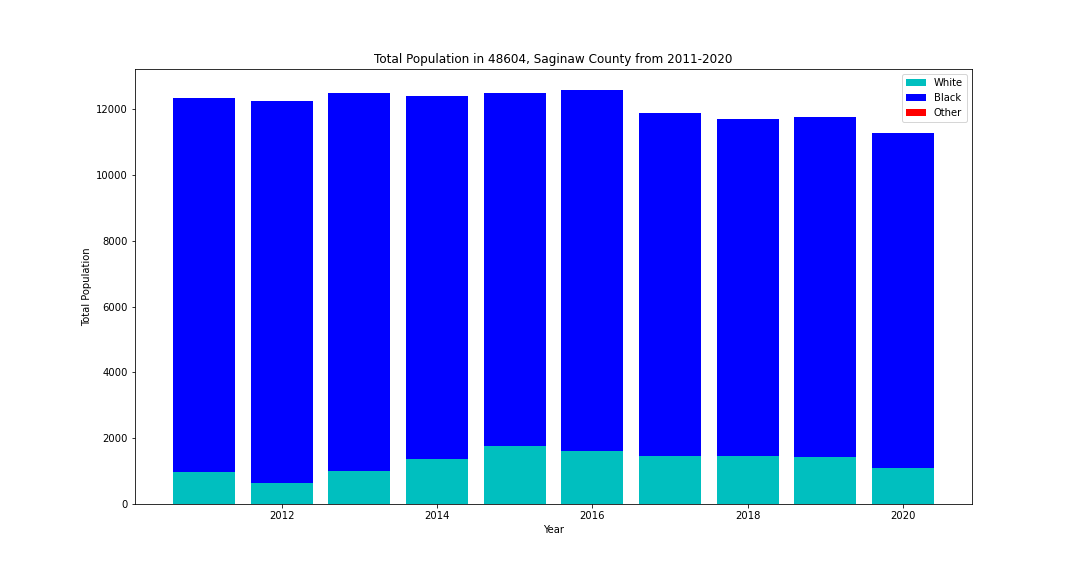 Total Population in 48604, Saginaw County from 2011-2020
White
Black
Other
12000
10000
8000
6000
4000
2000
0
Total Population
2012 2014 2016 2018 2020
Year